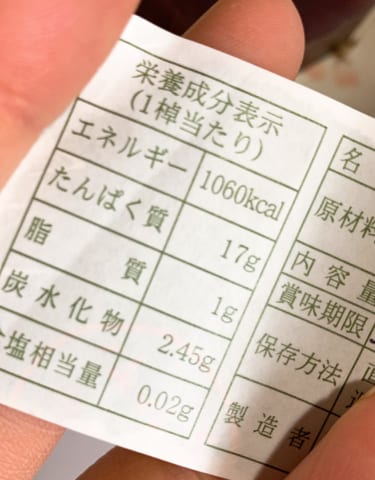 栄養成分表示
(1棹当たり)
エネルギー 1060kcal
たんぱく質 17g
脂質 1g
炭水化物 2.45g
塩相当量 0.02g
名
原材料
内容量
賞味期限
保存方法
製造者